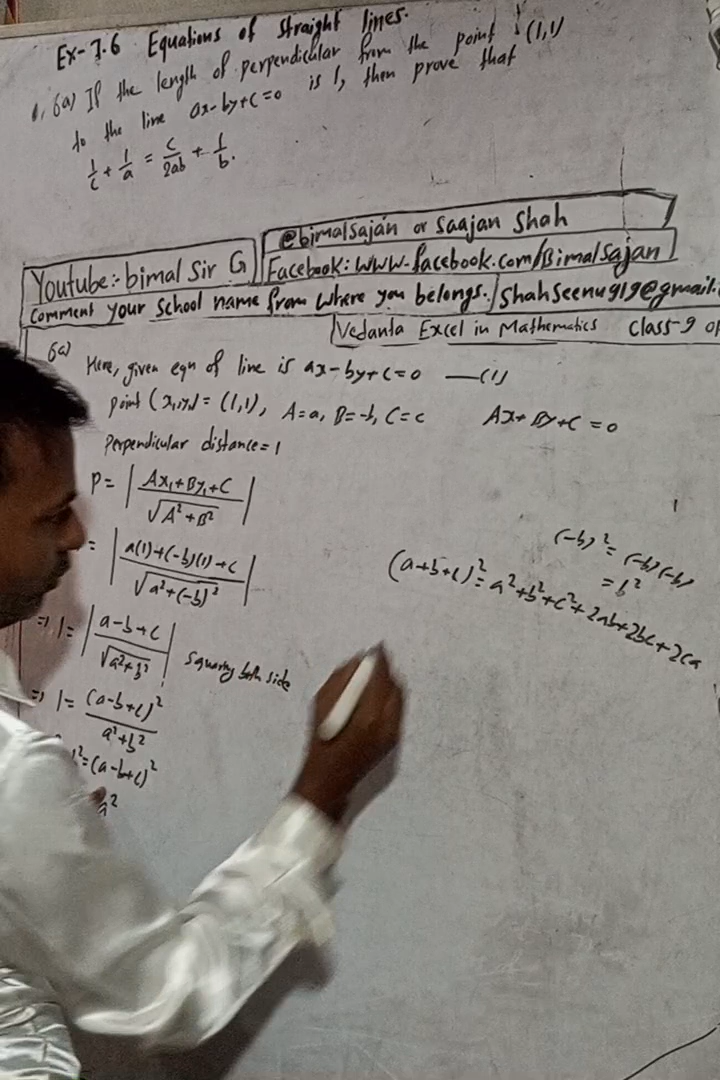 Ex-7.6 Equations of straight lines.
1. 6a) If the length of perpendicular from the point (1,1)
to the line ax-by+c=0 is 1, then prove that
1/c + 1/a = c/2ab + 1/b.
@bimalsajan or Saajan Shah
Youtube:- bimal Sir G
Facebook: www.facebook.com/Bimalsajan
Comment your School name from where you belongs. / Shahseenu919@gmail.
Vedanta Excel in Mathematics class-9 op
6a)
Here, given eqn of line is ax-by+c=0 —(1)
point (x₁,y₁) = (1,1), A=a, B=-b, C=c Ax+By+C=0
Perpendicular distance=1
P= |Ax₁+By₁+C / √A²+B²|
= |a(1)+(-b)(1)+c / √a²+(-b)²|
(-b)²=(-b)(-b)
=b²
(a+b+c)²=a²+b²+c²+2ab+2bc+2ca
⇒ 1= |a-b+c / √a²+b²| Squaring both side
⇒ 1= (a-b+c)² / a²+b²
b²=(a-b+c)²
a²